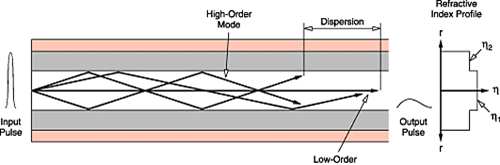 High-Order
Mode
Dispersion
Refractive
Index Profile
r
η2
η
η1
r
Input
Pulse
Output
Pulse
Low-Order